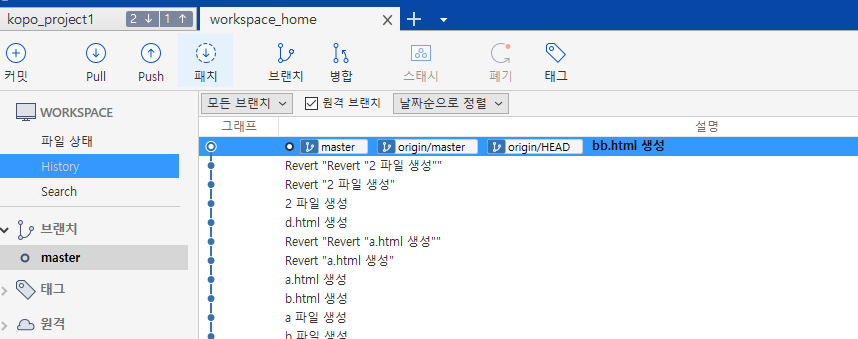 kopo_project1 2 ↓ 1 ↑ workspace_home
커밋 Pull Push 패치 브랜치 병합 스태시 폐기 태그
WORKSPACE
파일 상태
History
Search
브랜치
master
태그
원격
모든 브랜치 원격 브랜치 날짜순으로 정렬
그래프 설명
master origin/master origin/HEAD bb.html 생성
Revert "Revert "2 파일 생성""
Revert "2 파일 생성"
2 파일 생성
d.html 생성
Revert "Revert "a.html 생성""
Revert "a.html 생성"
a.html 생성
b.html 생성
a 파일 생성
b 파일 생성